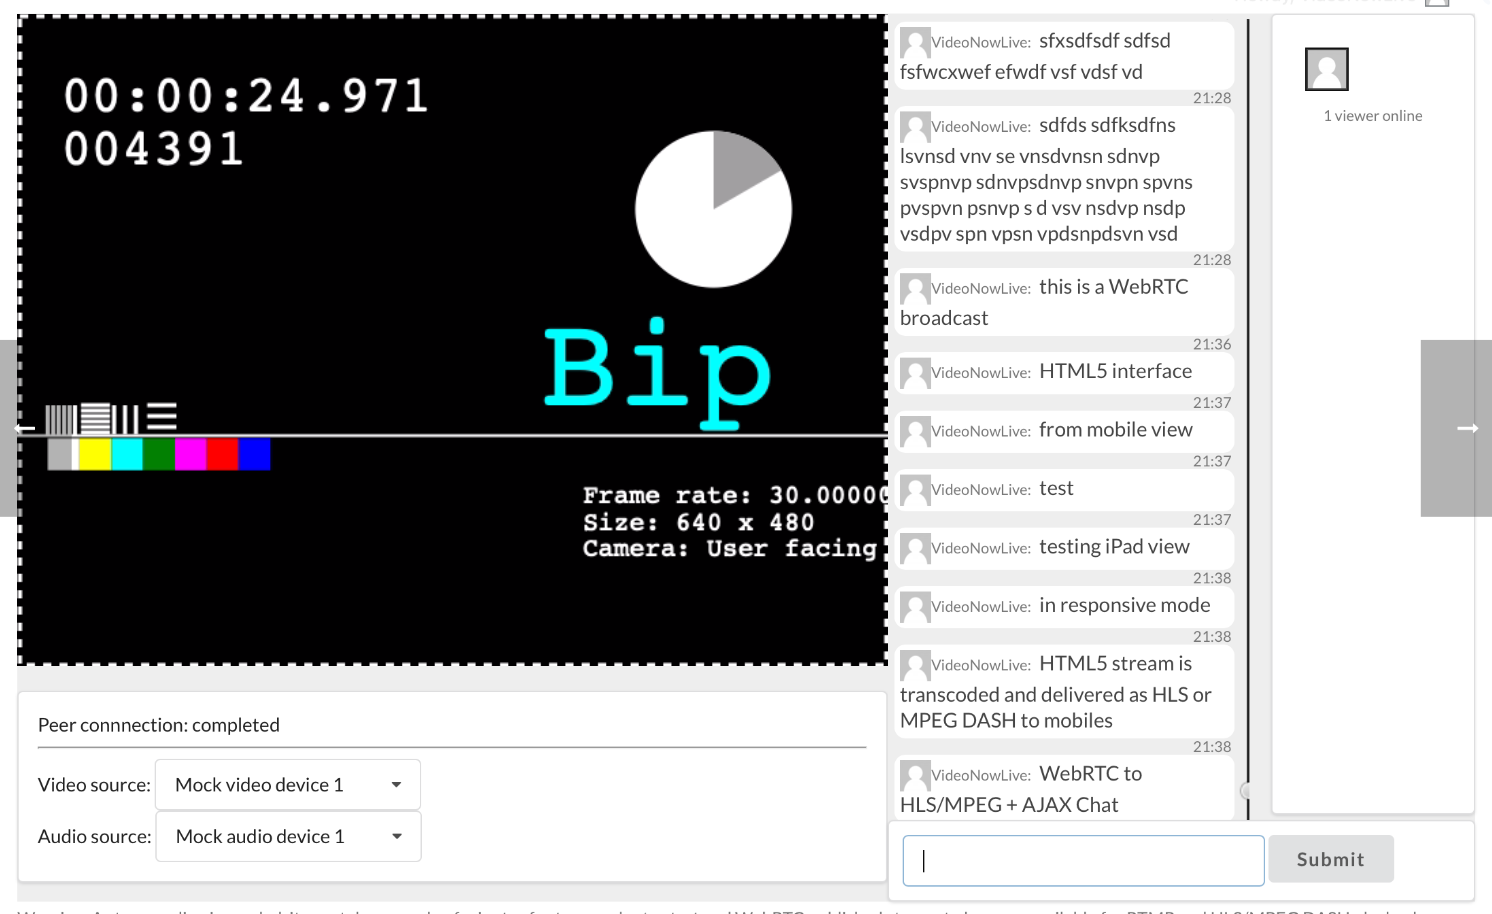 00:00:24.971
004391
Bip
Frame rate: 30.0000
Size: 640 x 480
Camera: User facing
Peer connnection: completed
Video source: Mock video device 1
Audio source: Mock audio device 1
VideoNowLive: sfxsdfsdf sdfsd
fsfwcxwef efwdf vsf vdsf vd
21:28
VideoNowLive: sdfds sdfksdfns
lsvnsd vnv se vnsdvnsn sdnvp
svspnvp sdnvpsdnvp snvpn spvns
pvspvn psnvp s d vsv nsdvp nsdp
vsdpv spn vpsn vpdsnpdsvn vsd
21:28
VideoNowLive: this is a WebRTC
broadcast
21:36
VideoNowLive: HTML5 interface
21:37
VideoNowLive: from mobile view
21:37
VideoNowLive: test
21:37
VideoNowLive: testing iPad view
21:38
VideoNowLive: in responsive mode
21:38
VideoNowLive: HTML5 stream is
transcoded and delivered as HLS or
MPEG DASH to mobiles
21:38
VideoNowLive: WebRTC to
HLS/MPEG + AJAX Chat
Submit
1 viewer online